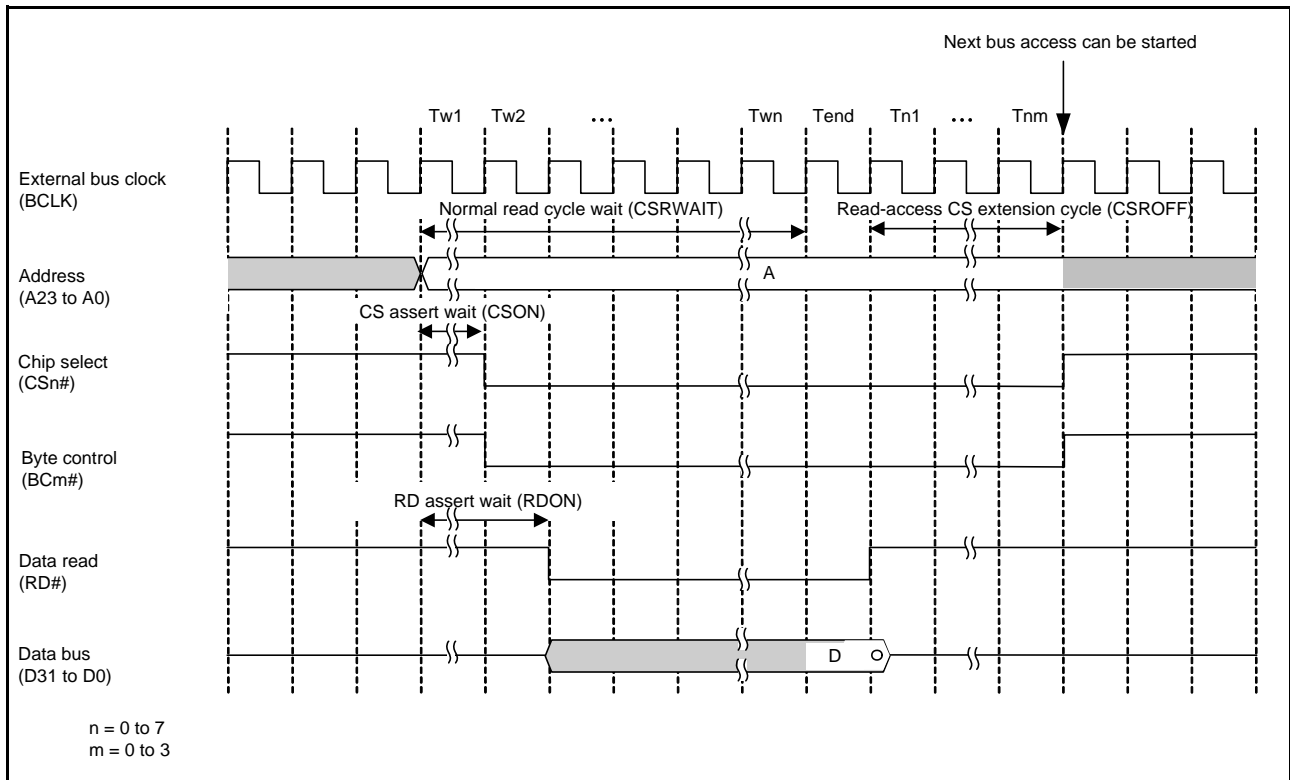 Next bus access can be started
Tw1 Tw2 ... Twn Tend Tn1 ... Tnm
External bus clock
(BCLK)
Normal read cycle wait (CSRWAIT) Read-access CS extension cycle (CSROFF)
Address
(A23 to A0)
A
CS assert wait (CSON)
Chip select
(CSn#)
Byte control
(BCm#)
RD assert wait (RDON)
Data read
(RD#)
Data bus
(D31 to D0)
D
n = 0 to 7
m = 0 to 3